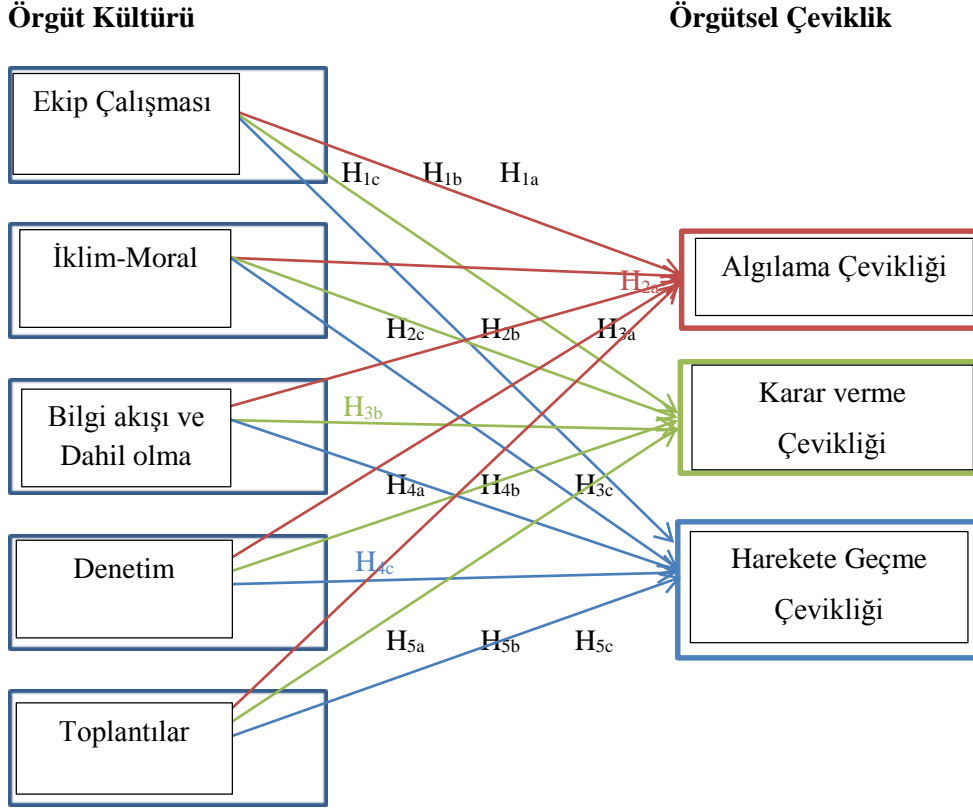 Örgüt Kültürü
Örgütsel Çeviklik
Ekip Çalışması
H1c H1b H1a
İklim-Moral
Algılama Çevikliği
H2a
H2c H2b H3a
Bilgi akışı ve
Dahil olma
H3b
Karar verme
Çevikliği
H4a H4b H3c
Denetim
H4c
Harekete Geçme
Çevikliği
H5a H5b H5c
Toplantılar